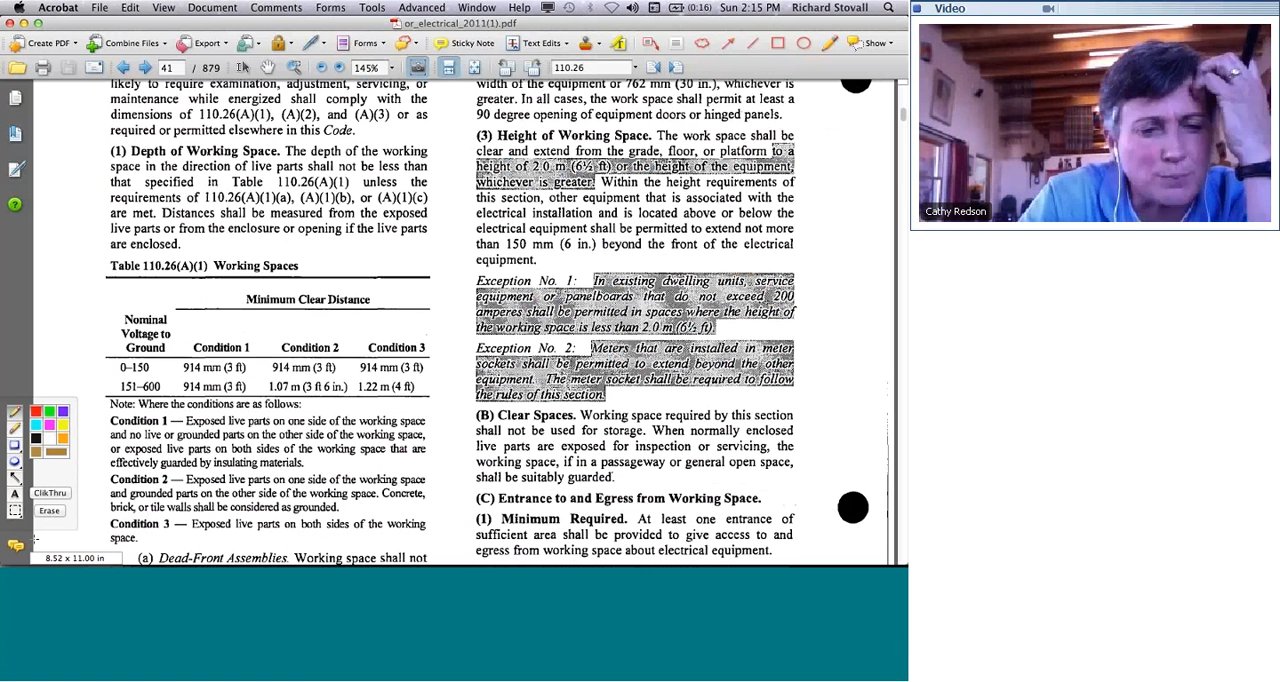 Acrobat File Edit View Document Comments Forms Tools Advanced Window Help (0:16) Sun 2:15 PM Richard Stovall
or_electrical_2011(1).pdf
Create PDF Combine Files Export Forms Sticky Note Text Edits Show
41 / 879 145% 110.26
likely to require examination, adjustment, servicing, or
maintenance while energized shall comply with the
dimensions of 110.26(A)(1), (A)(2), and (A)(3) or as
required or permitted elsewhere in this Code.
(1) Depth of Working Space. The depth of the working
space in the direction of live parts shall not be less than
that specified in Table 110.26(A)(1) unless the
requirements of 110.26(A)(1)(a), (A)(1)(b), or (A)(1)(c)
are met. Distances shall be measured from the exposed
live parts or from the enclosure or opening if the live parts
are enclosed.
Table 110.26(A)(1) Working Spaces
Minimum Clear Distance
Nominal
Voltage to
Ground Condition 1 Condition 2 Condition 3
0–150 914 mm (3 ft) 914 mm (3 ft) 914 mm (3 ft)
151–600 914 mm (3 ft) 1.07 m (3 ft 6 in.) 1.22 m (4 ft)
Note: Where the conditions are as follows:
Condition 1 — Exposed live parts on one side of the working space
and no live or grounded parts on the other side of the working space,
or exposed live parts on both sides of the working space that are
effectively guarded by insulating materials.
Condition 2 — Exposed live parts on one side of the working space
and grounded parts on the other side of the working space. Concrete,
brick, or tile walls shall be considered as grounded.
Condition 3 — Exposed live parts on both sides of the working
space.
(a) Dead-Front Assemblies. Working space shall not
width of the equipment or 762 mm (30 in.), whichever is
greater. In all cases, the work space shall permit at least a
90 degree opening of equipment doors or hinged panels.
(3) Height of Working Space. The work space shall be
clear and extend from the grade, floor, or platform to a
height of 2.0 m (6½ ft) or the height of the equipment,
whichever is greater. Within the height requirements of
this section, other equipment that is associated with the
electrical installation and is located above or below the
electrical equipment shall be permitted to extend not more
than 150 mm (6 in.) beyond the front of the electrical
equipment.
Exception No. 1: In existing dwelling units, service
equipment or panelboards that do not exceed 200
amperes shall be permitted in spaces where the height of
the working space is less than 2.0 m (6½ ft).
Exception No. 2: Meters that are installed in meter
sockets shall be permitted to extend beyond the other
equipment. The meter socket shall be required to follow
the rules of this section.
(B) Clear Spaces. Working space required by this section
shall not be used for storage. When normally enclosed
live parts are exposed for inspection or servicing, the
working space, if in a passageway or general open space,
shall be suitably guarded.
(C) Entrance to and Egress from Working Space.
(1) Minimum Required. At least one entrance of
sufficient area shall be provided to give access to and
egress from working space about electrical equipment.
A
ClikThru
Erase
8.52 x 11.00 in
Video
Cathy Redson